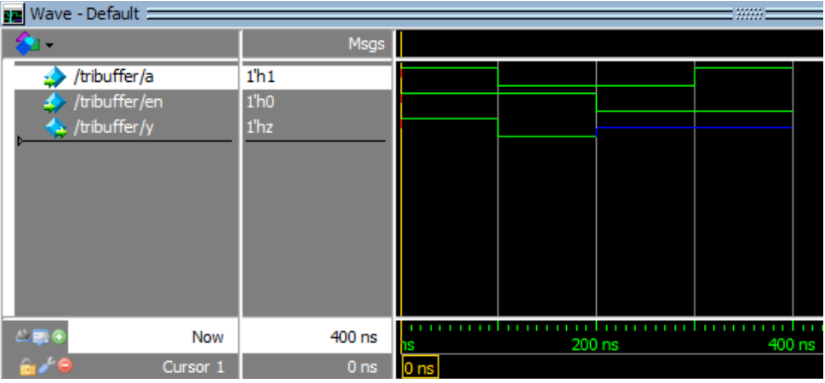 Wave - Default
Msgs
/tribuffer/a 1'h1
/tribuffer/en 1'h0
/tribuffer/y 1'hz
Now 400 ns ns 200 ns 400 ns
Cursor 1 0 ns 0 ns